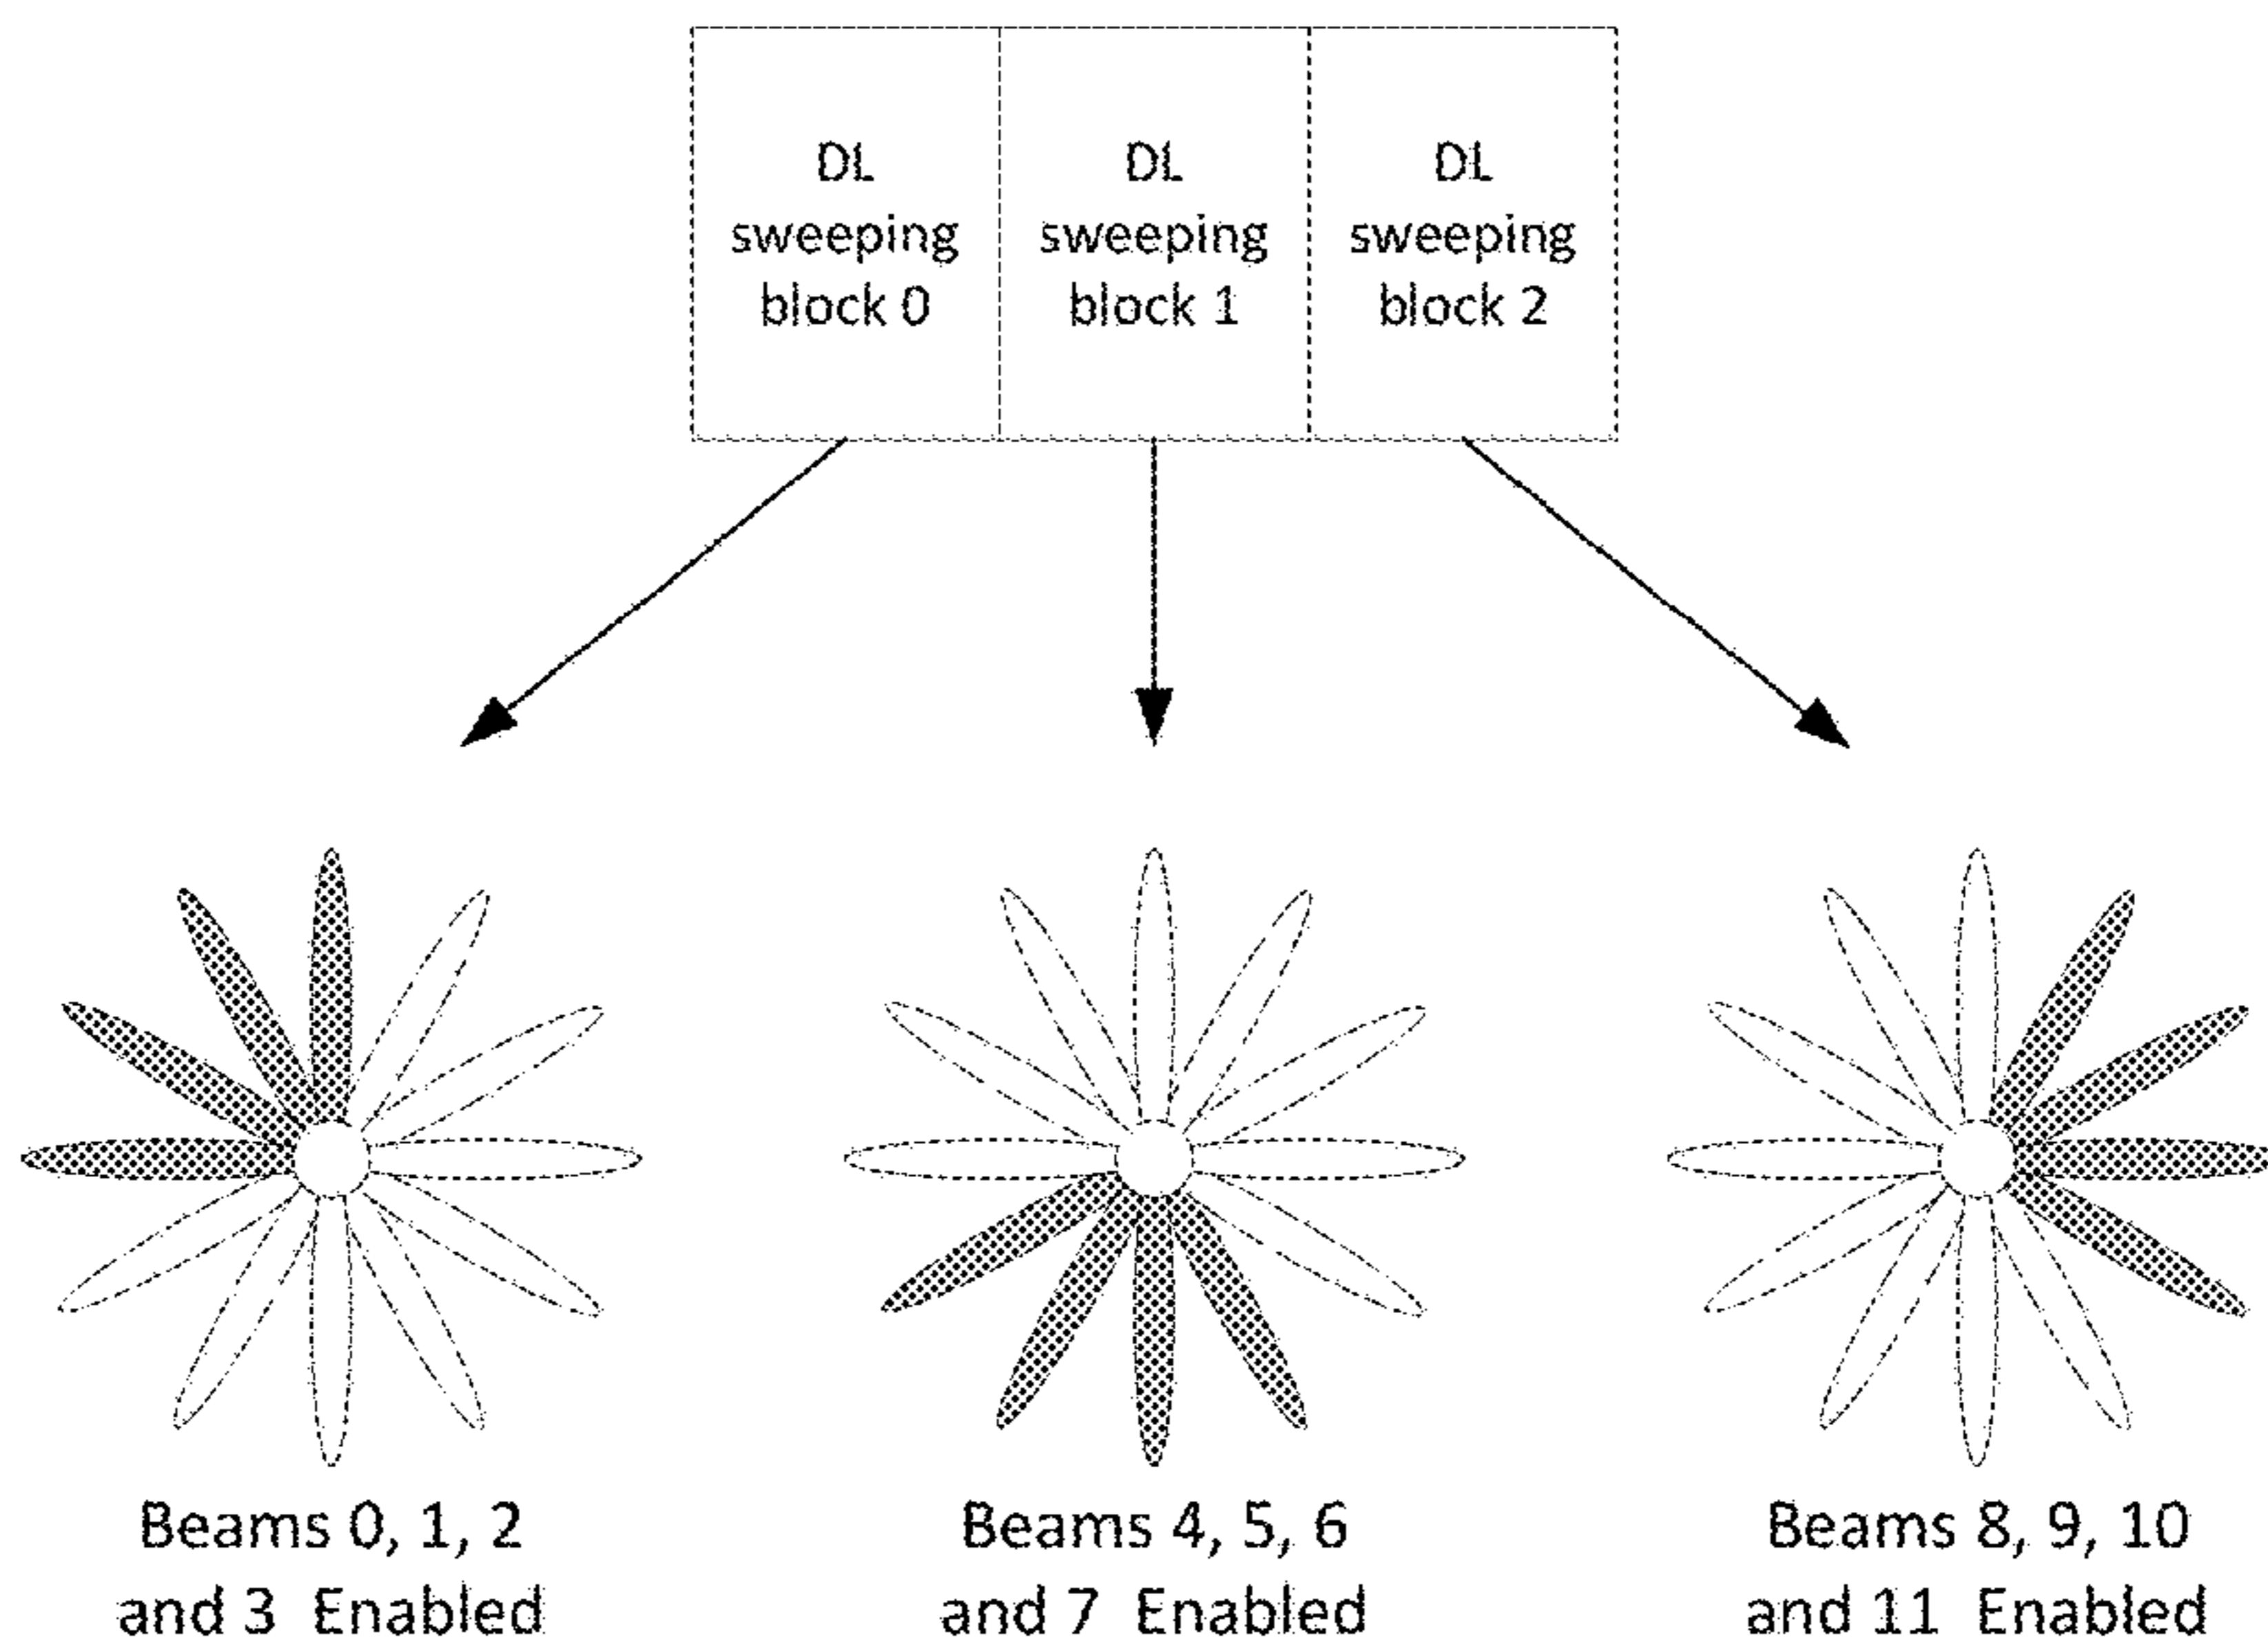 DL
sweeping
block 0
DL
sweeping
block 1
DL
sweeping
block 2
Beams 0, 1, 2
and 3 Enabled
Beams 4, 5, 6
and 7 Enabled
Beams 8, 9, 10
and 11 Enabled